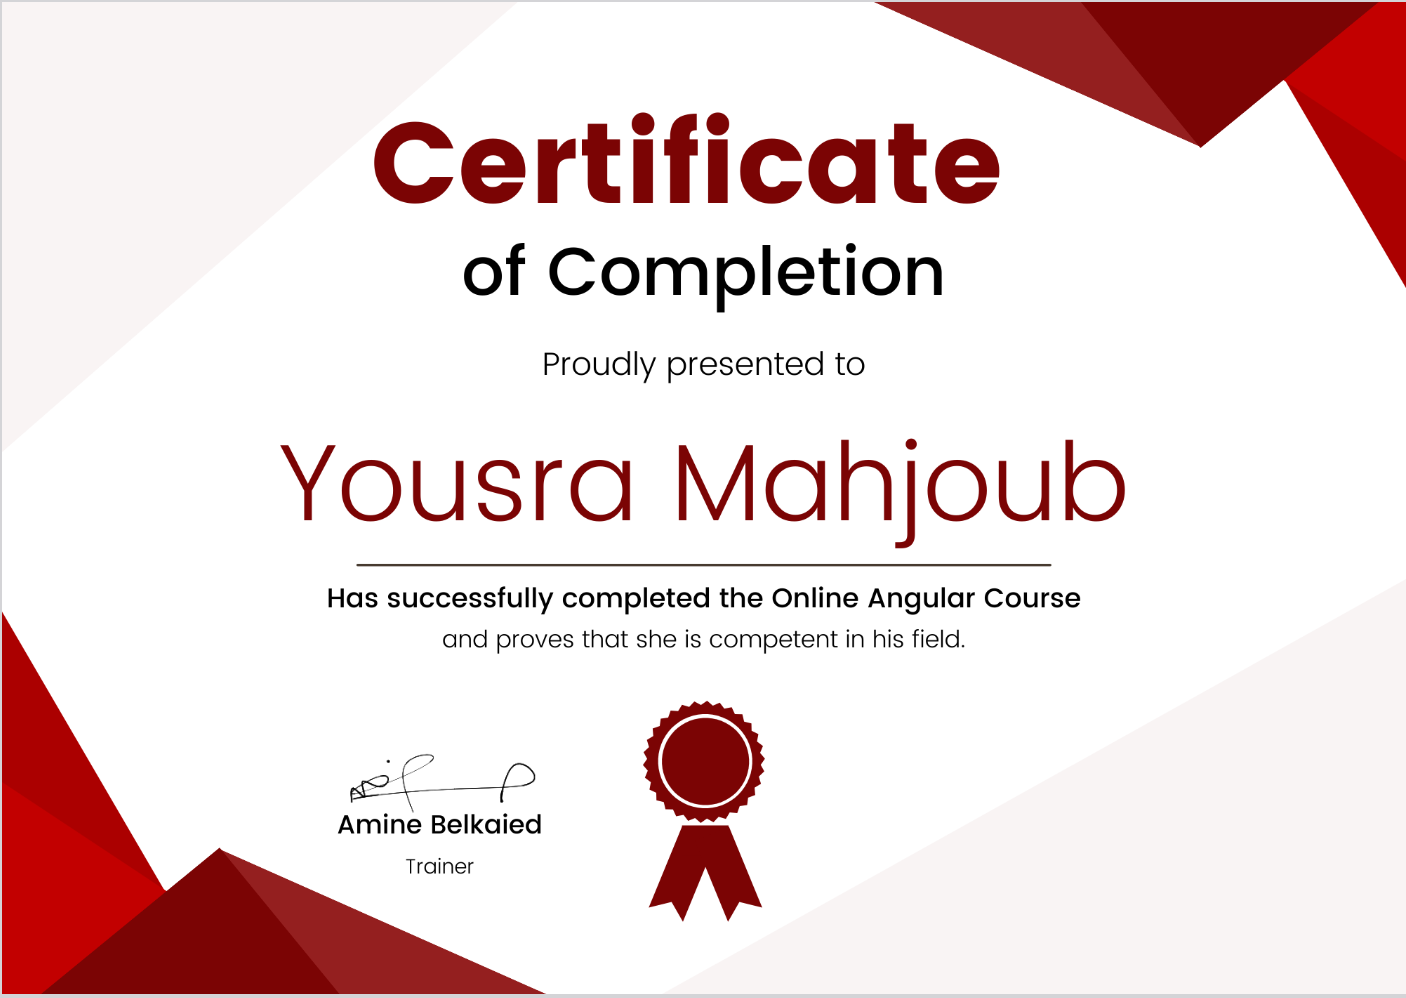 Certificate
of Completion
Proudly presented to
Yousra Mahjoub
Has successfully completed the Online Angular Course
and proves that she is competent in his field.
Amine Belkaied
Trainer